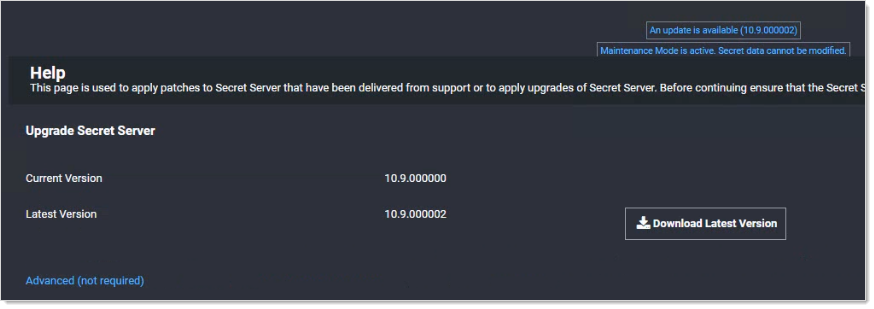 An update is available (10.9.000002)
Maintenance Mode is active. Secret data cannot be modified.
Help
This page is used to apply patches to Secret Server that have been delivered from support or to apply upgrades of Secret Server. Before continuing ensure that the Secret S
Upgrade Secret Server
Current Version 10.9.000000
Latest Version 10.9.000002
Download Latest Version
Advanced (not required)